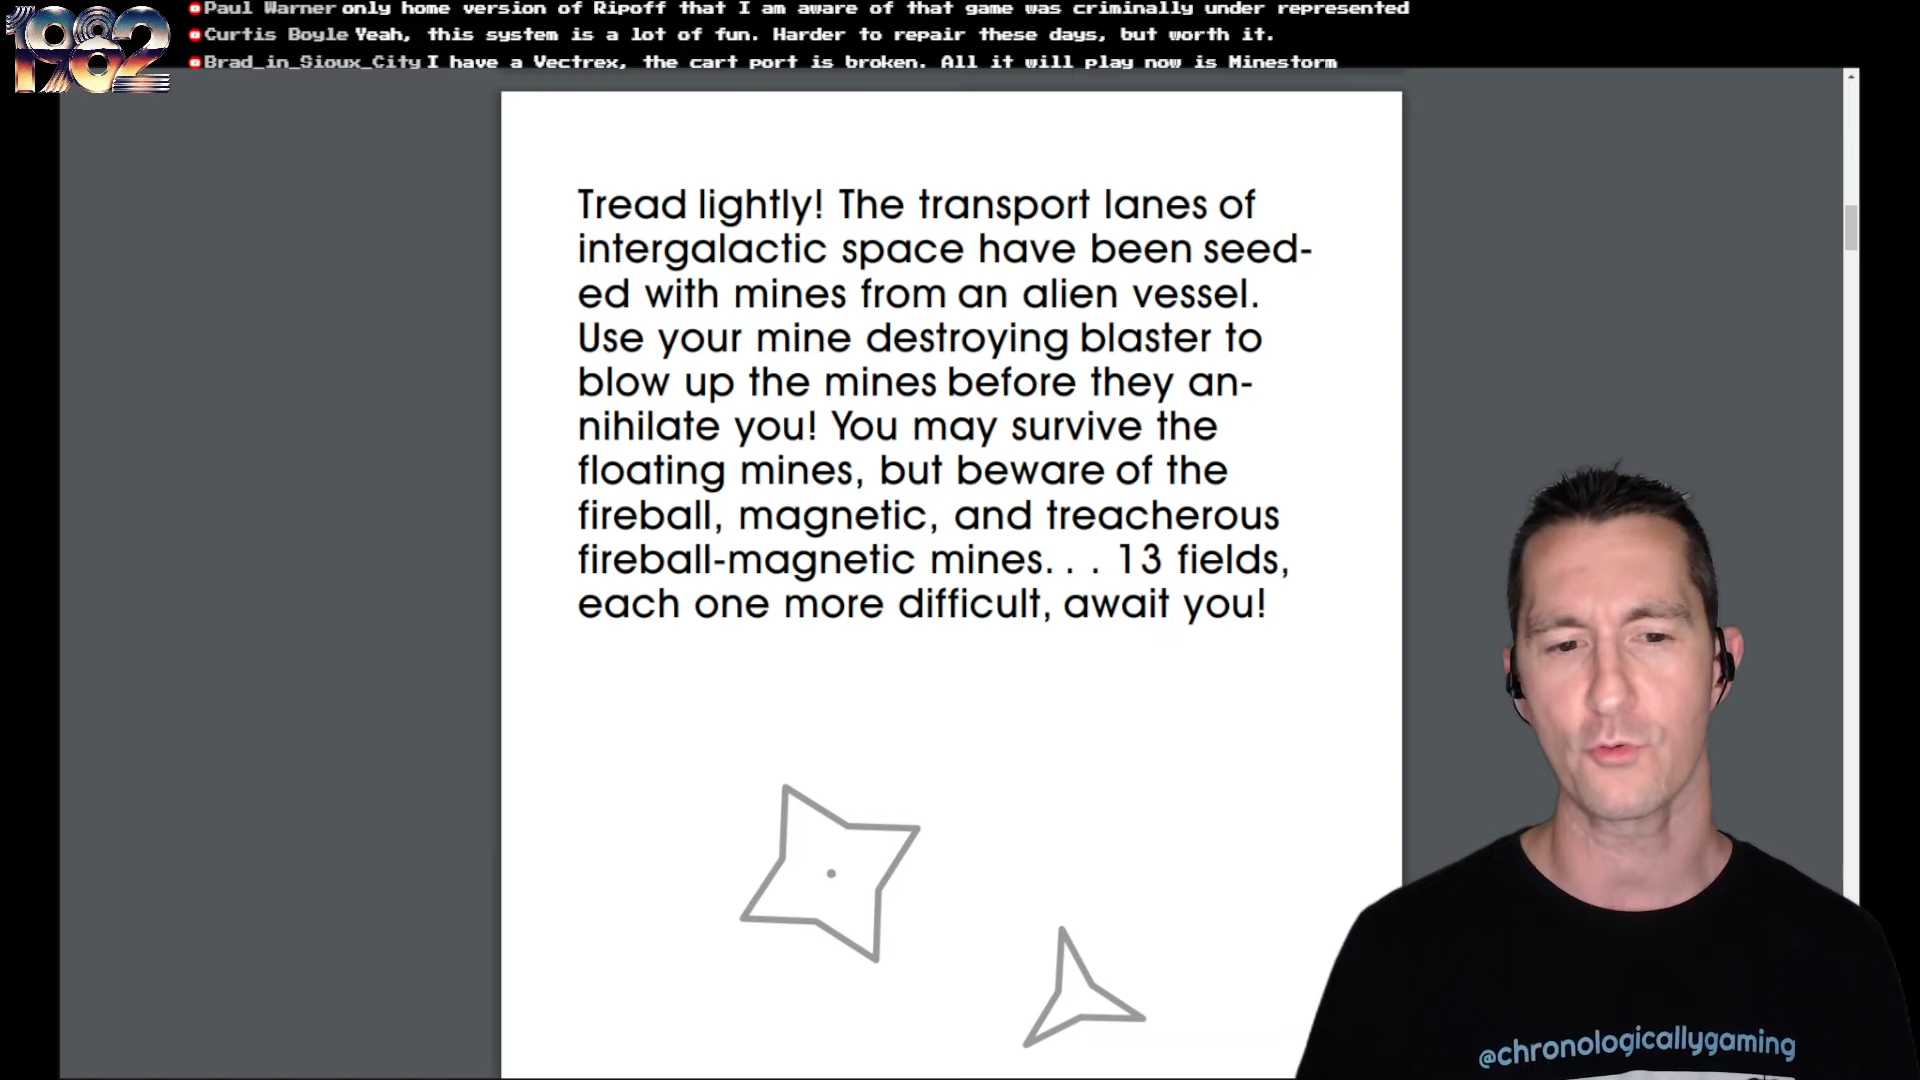 Paul Warner only home version of Ripoff that I am aware of that game was criminally under represented
Curtis Boyle Yeah, this system is a lot of fun. Harder to repair these days, but worth it.
Brad_in_Sioux_City I have a Vectrex, the cart port is broken. All it will play now is Minestorm
1982
Tread lightly! The transport lanes of
intergalactic space have been seed-
ed with mines from an alien vessel.
Use your mine destroying blaster to
blow up the mines before they an-
nihilate you! You may survive the
floating mines, but beware of the
fireball, magnetic, and treacherous
fireball-magnetic mines. . . 13 fields,
each one more difficult, await you!
@chronologicallygaming